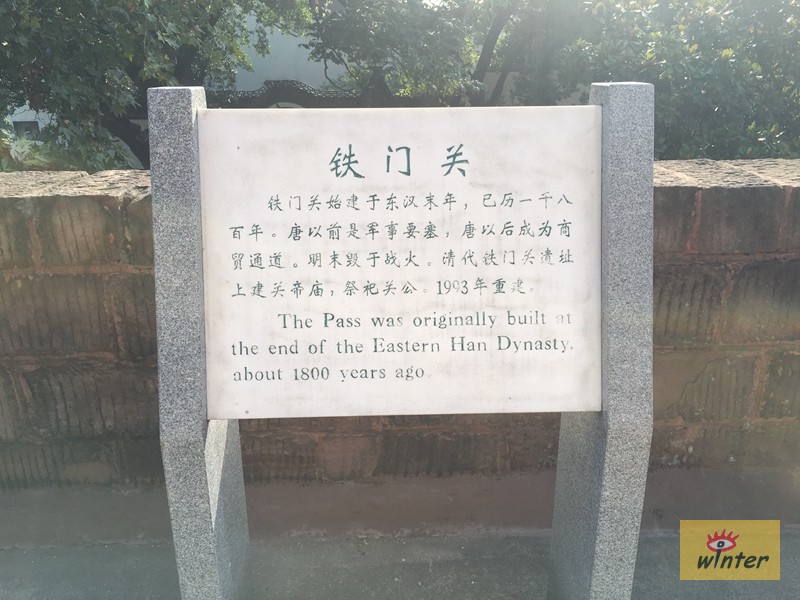 铁门关
铁门关始建于东汉末年，已历一千八
百年。唐以前是军事要塞，唐以后成为商
贸通道。明末毁于战火。清代铁门关遗址
上建关帝庙，祭祀关公。1993年重建。
The Pass was originally built at
the end of the Eastern Han Dynasty,
about 1800 years ago.
winter